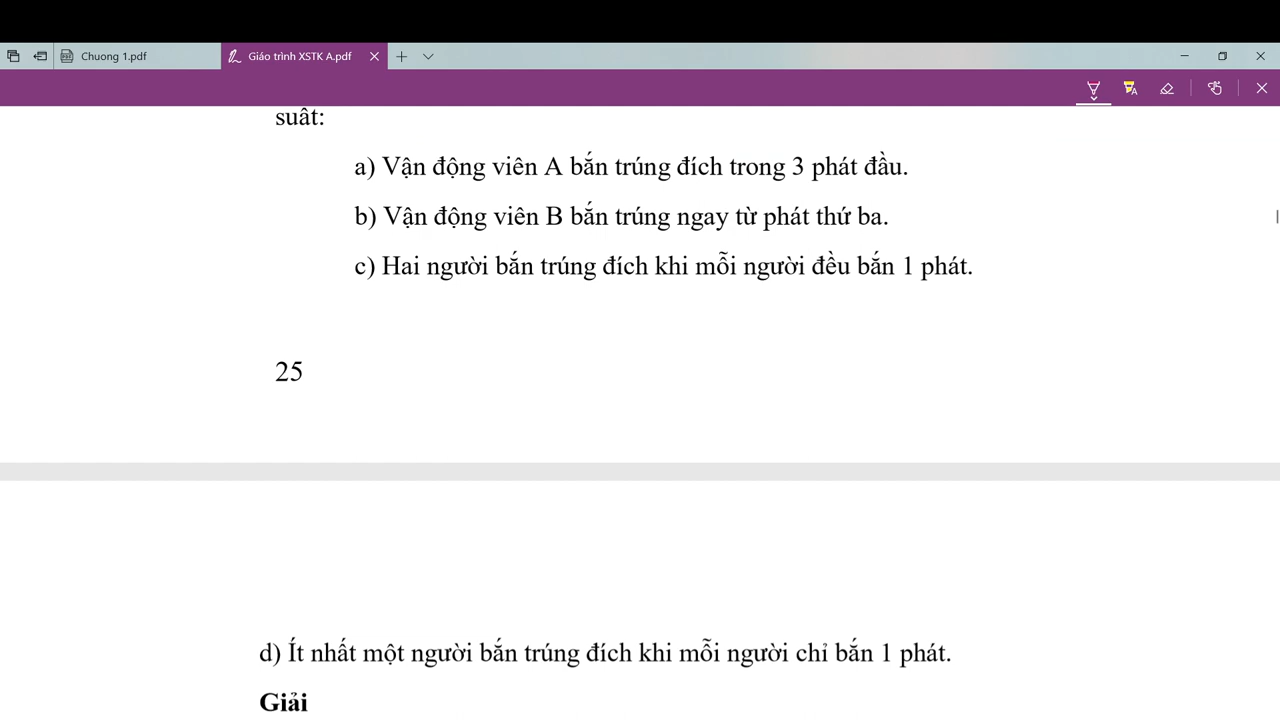 Chuong 1.pdf
Giáo trình XSTK A.pdf
suât:
a) Vận động viên A bắn trúng đích trong 3 phát đầu.
b) Vận động viên B bắn trúng ngay từ phát thứ ba.
c) Hai người bắn trúng đích khi mỗi người đều bắn 1 phát.
25
d) Ít nhất một người bắn trúng đích khi mỗi người chỉ bắn 1 phát.
Giải